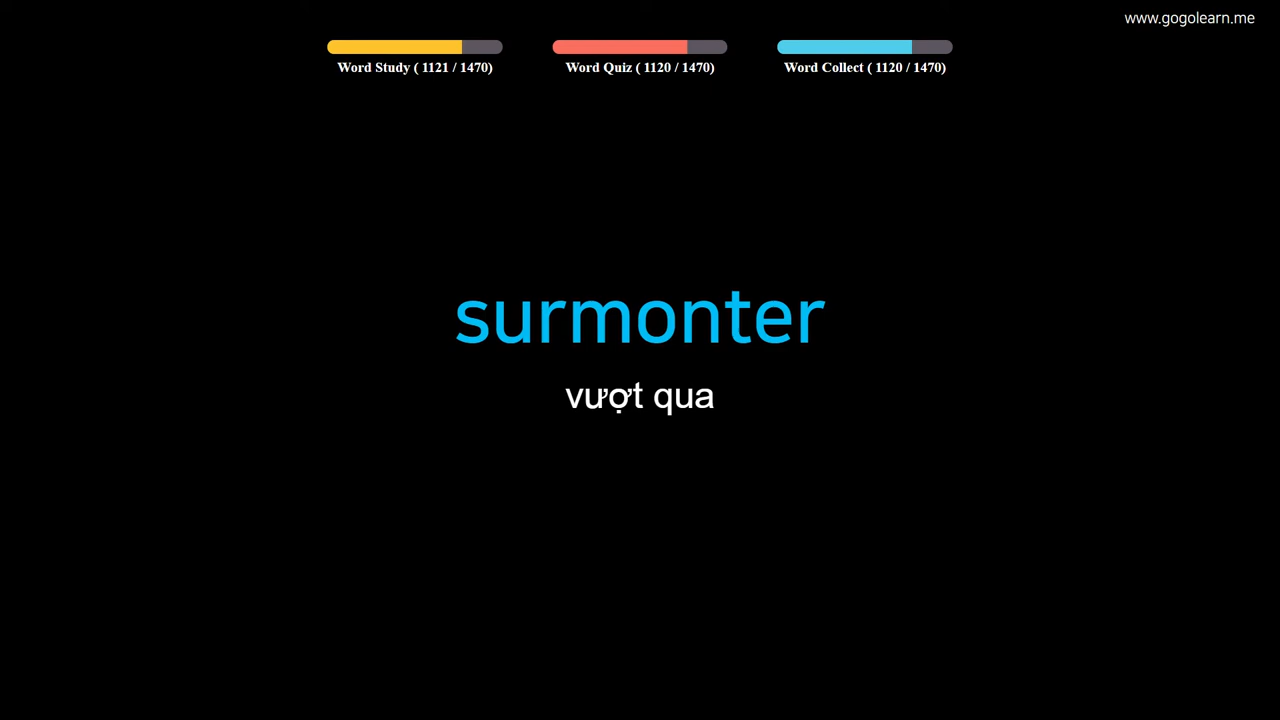 www.gogolearn.me
Word Study ( 1121 / 1470)
Word Quiz ( 1120 / 1470)
Word Collect ( 1120 / 1470)
surmonter
vượt qua